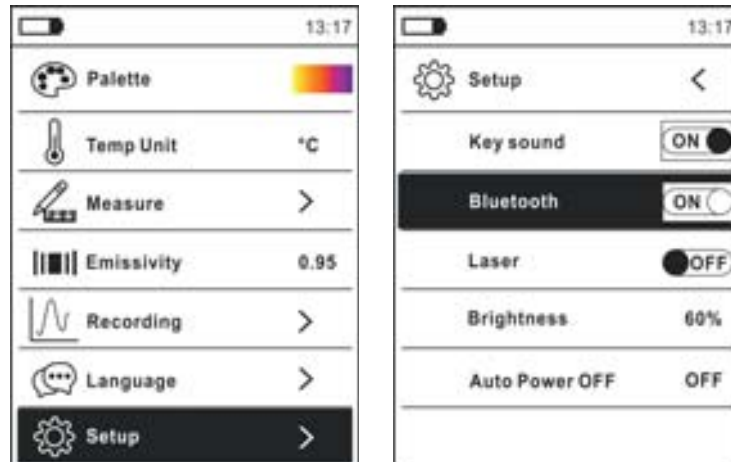 13:17
Palette
Temp Unit °C
Measure >
Emissivity 0.95
Recording >
Language >
Setup >
13:17
Setup <
Key sound ON
Bluetooth ON
Laser OFF
Brightness 60%
Auto Power OFF OFF